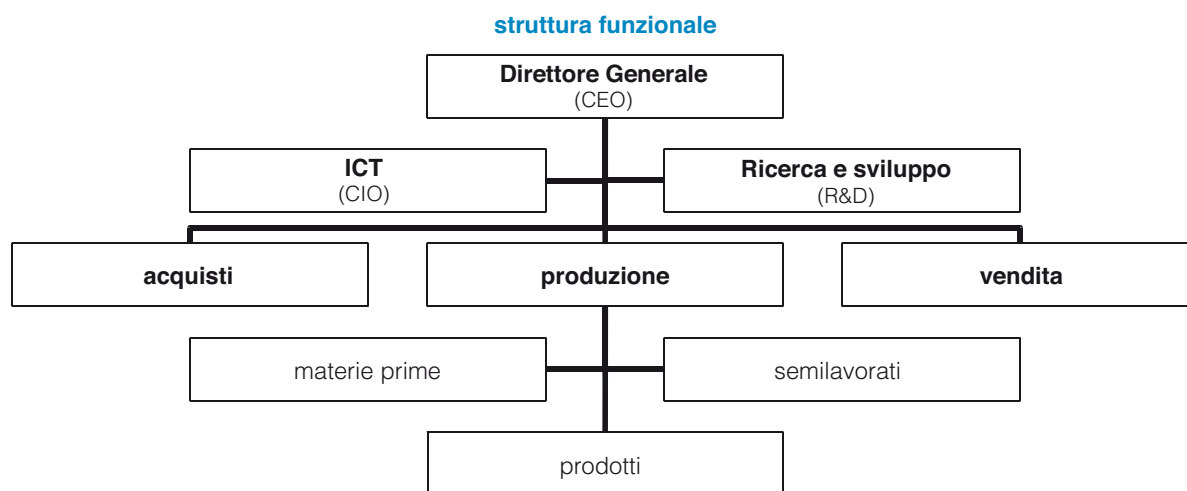 struttura funzionale
Direttore Generale
(CEO)
ICT
(CIO)
Ricerca e sviluppo
(R&D)
acquisti
produzione
vendita
materie prime
semilavorati
prodotti